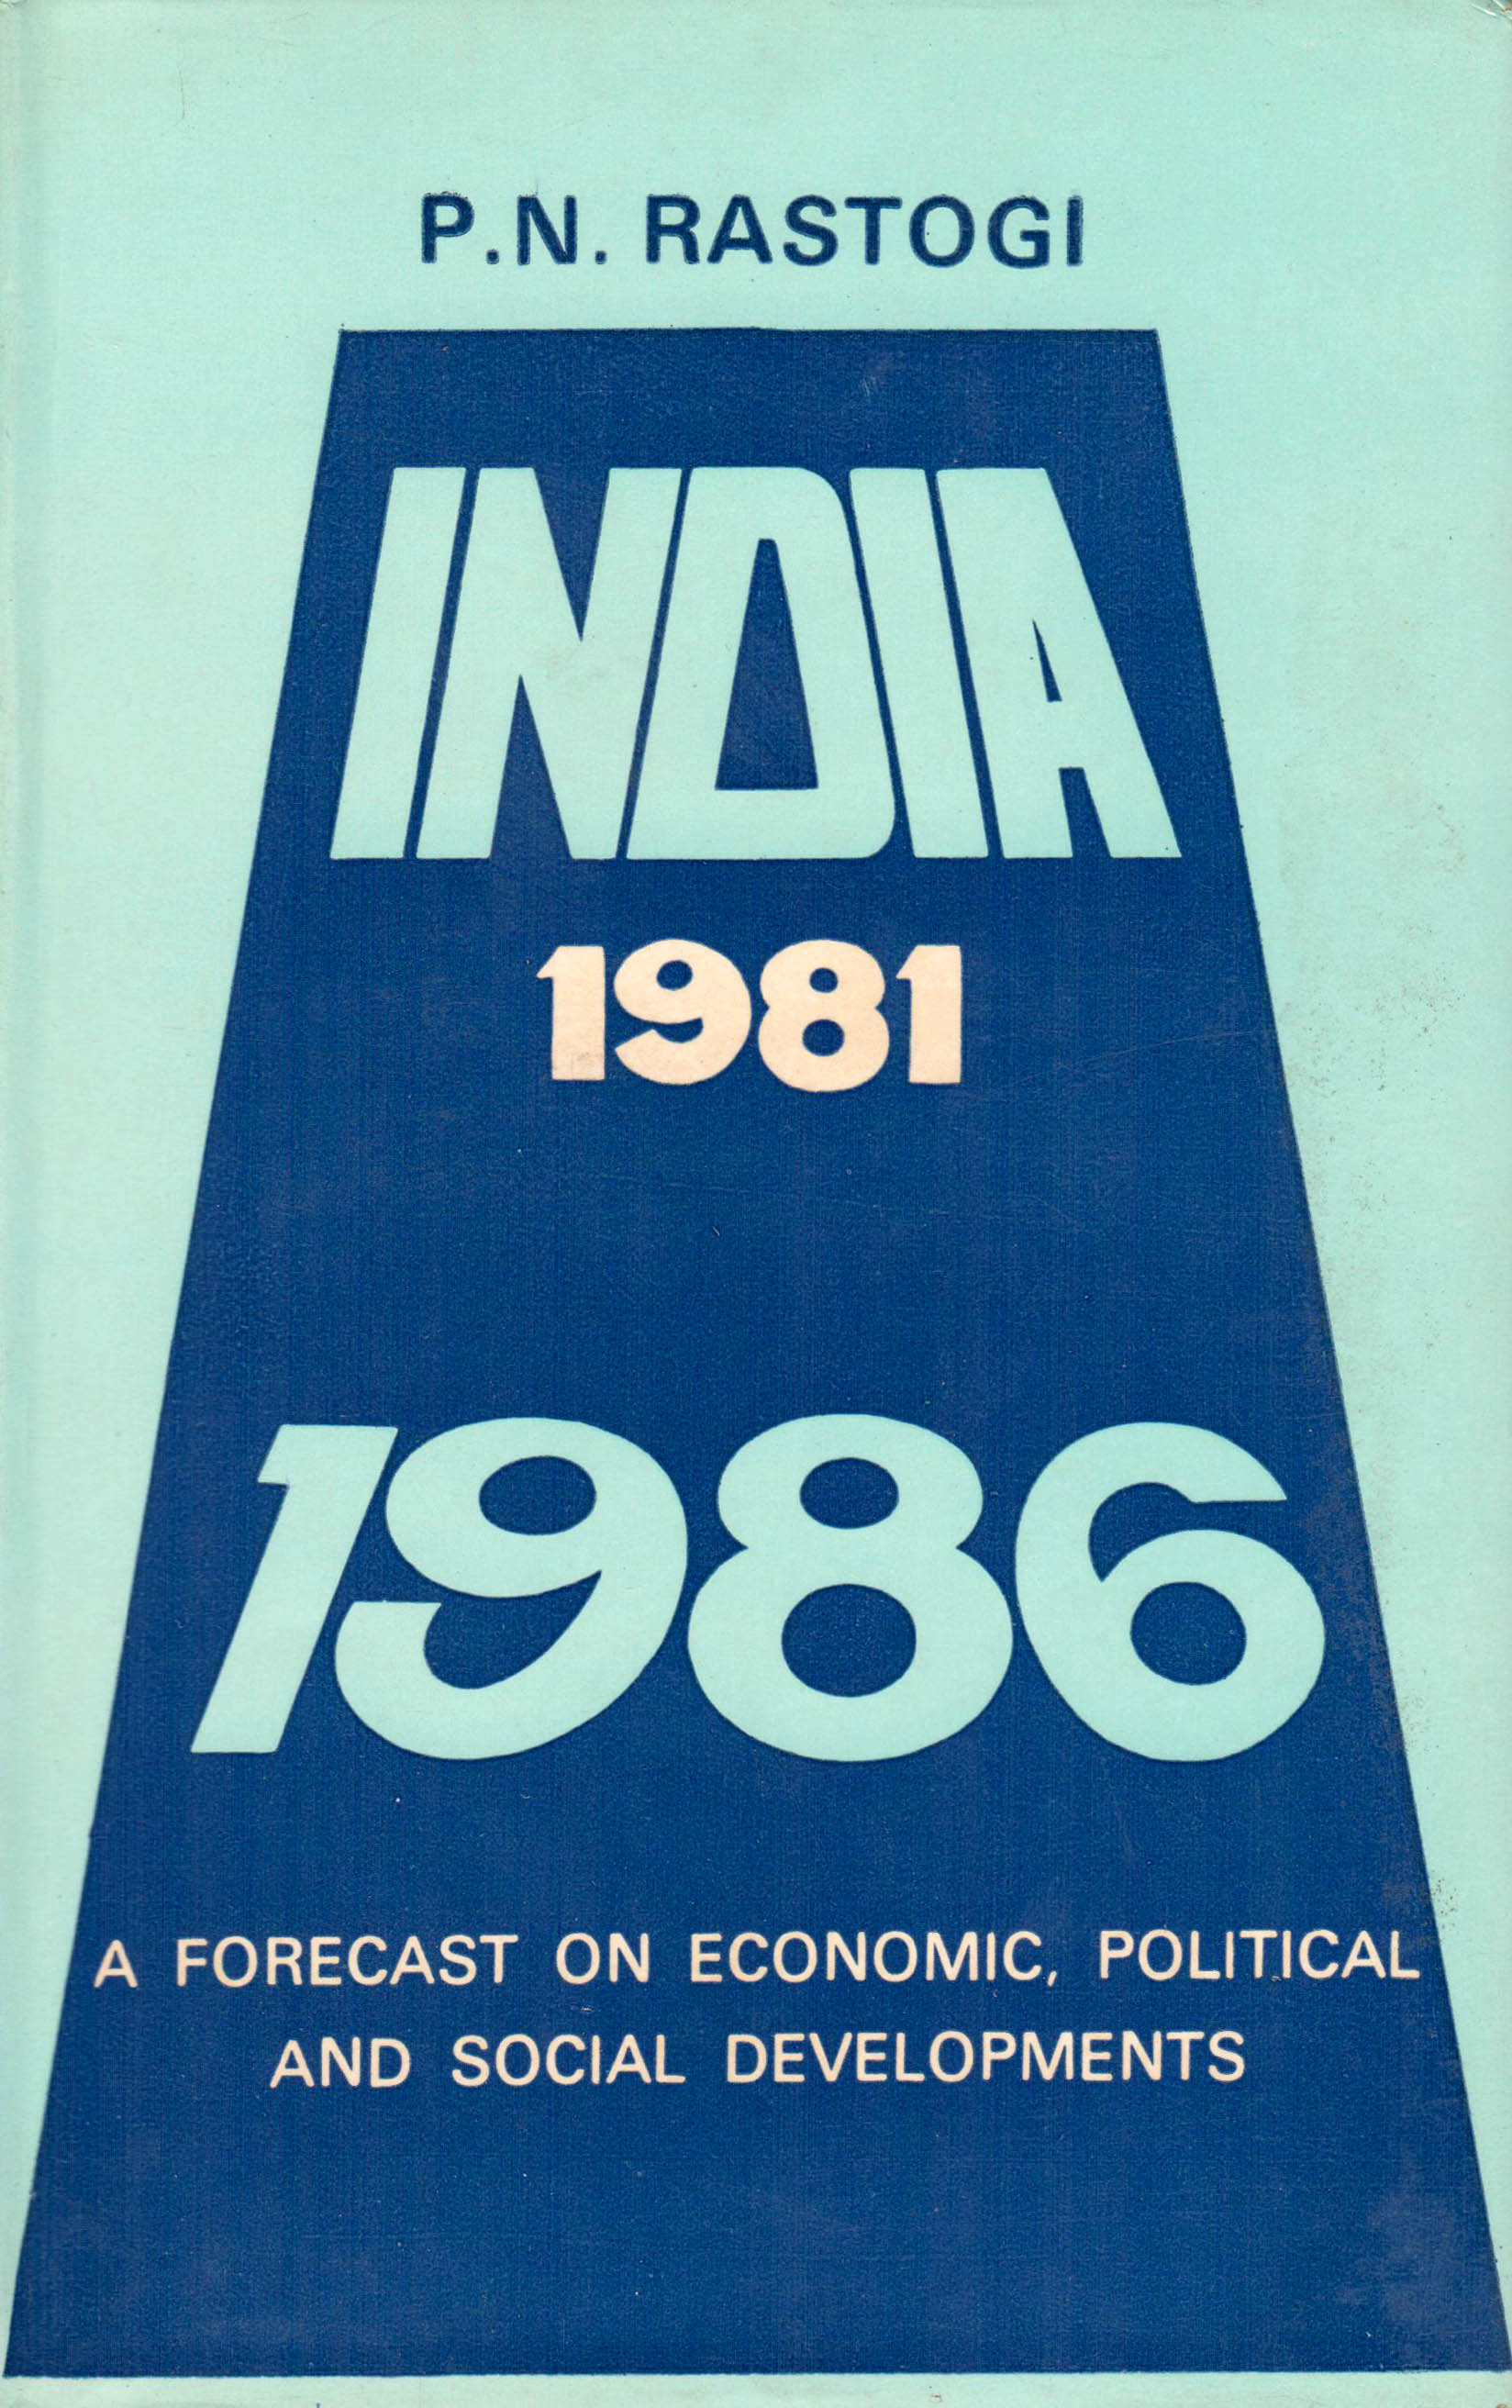 P.N. RASTOGI
INDIA
1981
1986
A FORECAST ON ECONOMIC, POLITICAL
AND SOCIAL DEVELOPMENTS